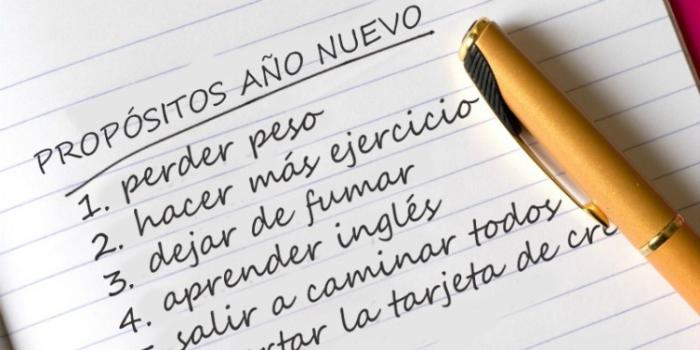 PROPÓSITOS AÑO NUEVO
1. perder peso
2. hacer más ejercicio
3. dejar de fumar
4. aprender inglés
salir a caminar todos
la tarjeta de